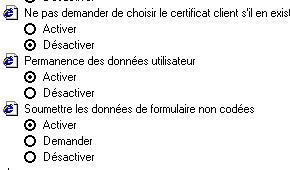 Ne pas demander de choisir le certificat client s'il en exist
Activer
Désactiver
Permanence des données utilisateur
Activer
Désactiver
Soumettre les données de formulaire non codées
Activer
Demander
Désactiver